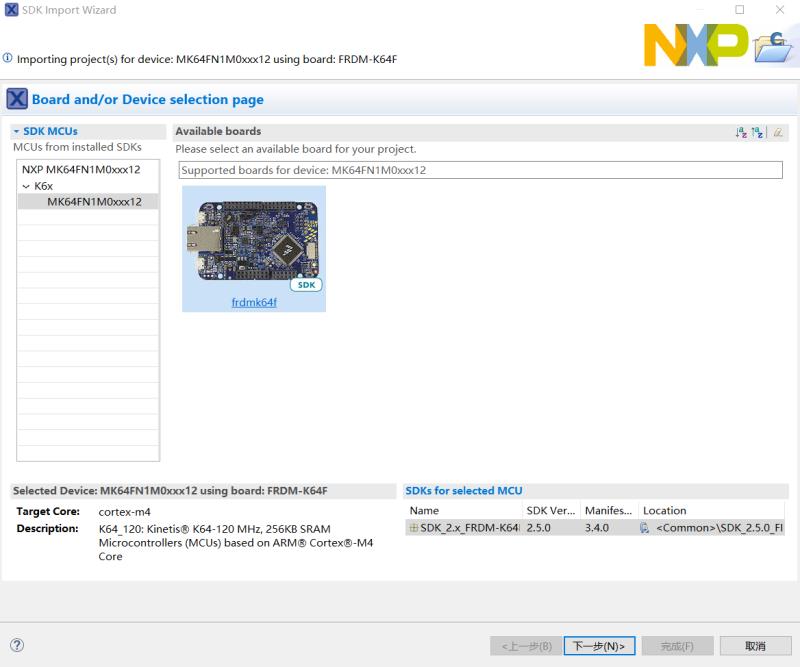 SDK Import Wizard
Importing project(s) for device: MK64FN1M0xxx12 using board: FRDM-K64F
NXP
Board and/or Device selection page
SDK MCUs
MCUs from installed SDKs
NXP MK64FN1M0xxx12
K6x
MK64FN1M0xxx12
Available boards
Please select an available board for your project.
Supported boards for device: MK64FN1M0xxx12
SDK
frdmk64f
Selected Device: MK64FN1M0xxx12 using board: FRDM-K64F
Target Core: cortex-m4
Description: K64_120: Kinetis® K64-120 MHz, 256KB SRAM
Microcontrollers (MCUs) based on ARM® Cortex®-M4
Core
SDKs for selected MCU
Name SDK Ver... Manifes... Location
SDK_2.x_FRDM-K64 2.5.0 3.4.0 <Common>\SDK_2.5.0_F
<上一步(B) 下一步(N)> 完成(F) 取消